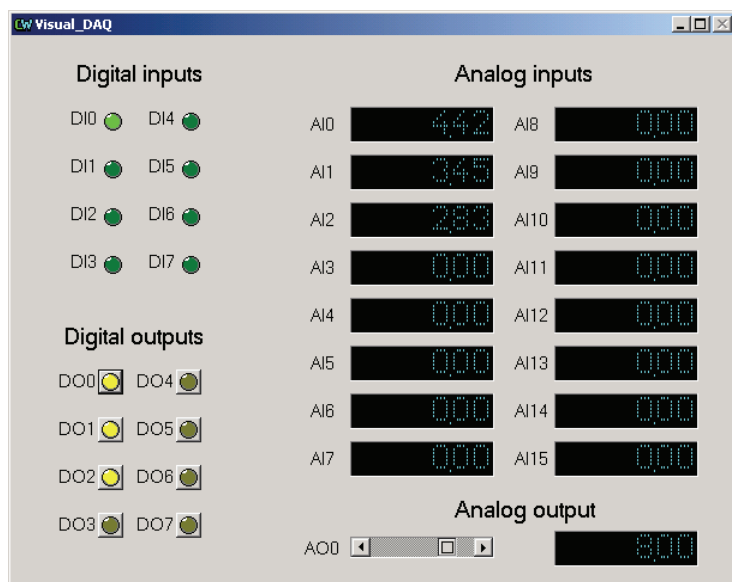 CW Visual_DAQ
Digital inputs
DI0 DI4
DI1 DI5
DI2 DI6
DI3 DI7
Digital outputs
DO0 DO4
DO1 DO5
DO2 DO6
DO3 DO7
Analog inputs
AI0 4,42 AI8 0,00
AI1 3,45 AI9 0,00
AI2 2,83 AI10 0,00
AI3 0,00 AI11 0,00
AI4 0,00 AI12 0,00
AI5 0,00 AI13 0,00
AI6 0,00 AI14 0,00
AI7 0,00 AI15 0,00
Analog output
AO0 8,00